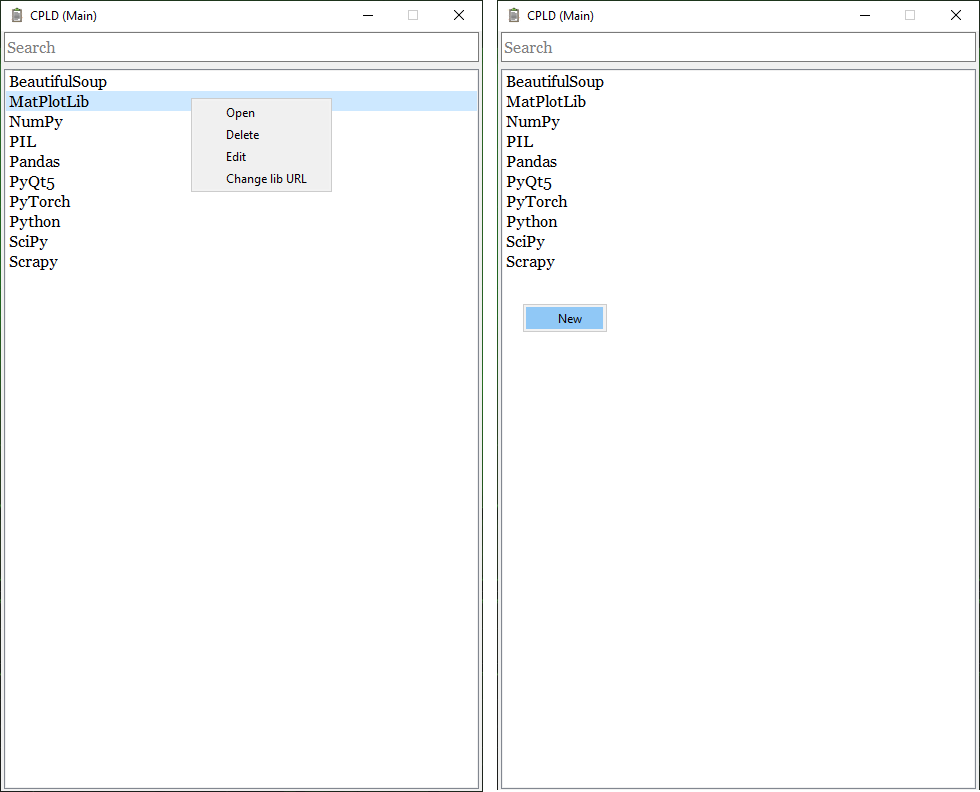 CPLD (Main)
Search
BeautifulSoup
MatPlotLib
NumPy
PIL
Pandas
PyQt5
PyTorch
Python
SciPy
Scrapy
Open
Delete
Edit
Change lib URL
CPLD (Main)
Search
BeautifulSoup
MatPlotLib
NumPy
PIL
Pandas
PyQt5
PyTorch
Python
SciPy
Scrapy
New